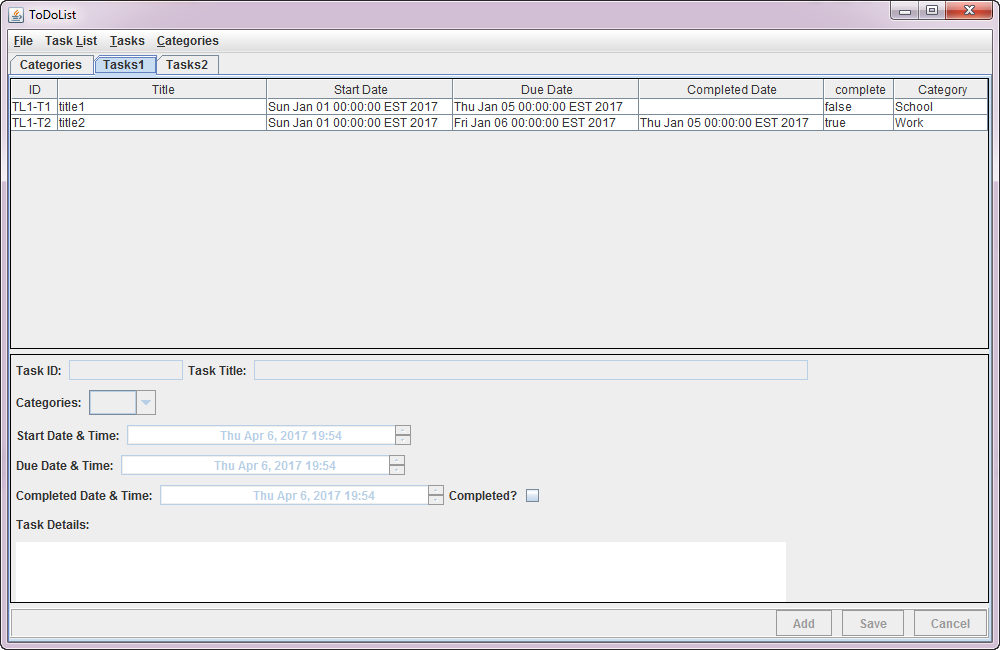 ToDoList
File Task List Tasks Categories
Categories Tasks1 Tasks2
ID Title Start Date Due Date Completed Date complete Category
TL1-T1 title1 Sun Jan 01 00:00:00 EST 2017 Thu Jan 05 00:00:00 EST 2017 false School
TL1-T2 title2 Sun Jan 01 00:00:00 EST 2017 Fri Jan 06 00:00:00 EST 2017 Thu Jan 05 00:00:00 EST 2017 true Work
Task ID: Task Title:
Categories:
Start Date & Time: Thu Apr 6, 2017 19:54
Due Date & Time: Thu Apr 6, 2017 19:54
Completed Date & Time: Thu Apr 6, 2017 19:54 Completed?
Task Details:
Add Save Cancel